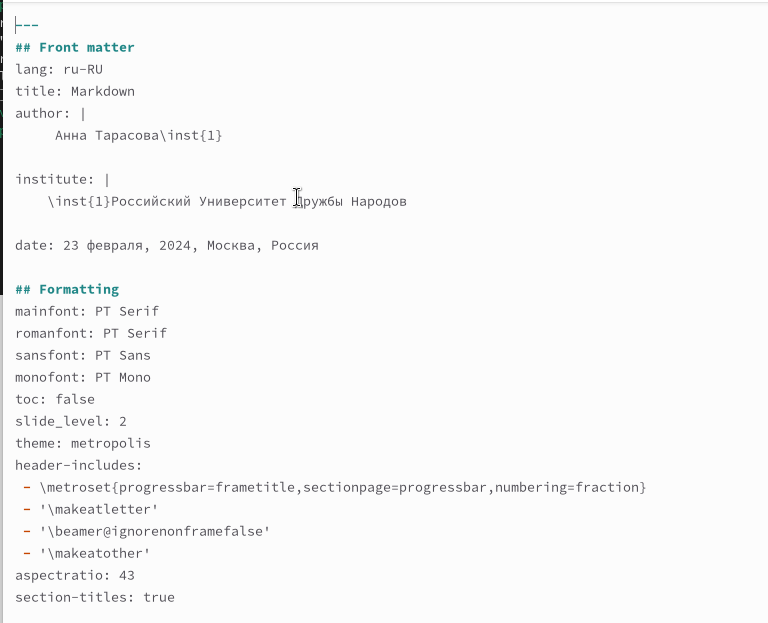 ---
## Front matter
lang: ru-RU
title: Markdown
author: |
     Анна Тарасова\inst{1}

institute: |
    \inst{1}Российский Университет Дружбы Народов

date: 23 февраля, 2024, Москва, Россия

## Formatting
mainfont: PT Serif
romanfont: PT Serif
sansfont: PT Sans
monofont: PT Mono
toc: false
slide_level: 2
theme: metropolis
header-includes:
 - \metroset{progressbar=frametitle,sectionpage=progressbar,numbering=fraction}
 - '\makeatletter'
 - '\beamer@ignorenonframefalse'
 - '\makeatother'
aspectratio: 43
section-titles: true